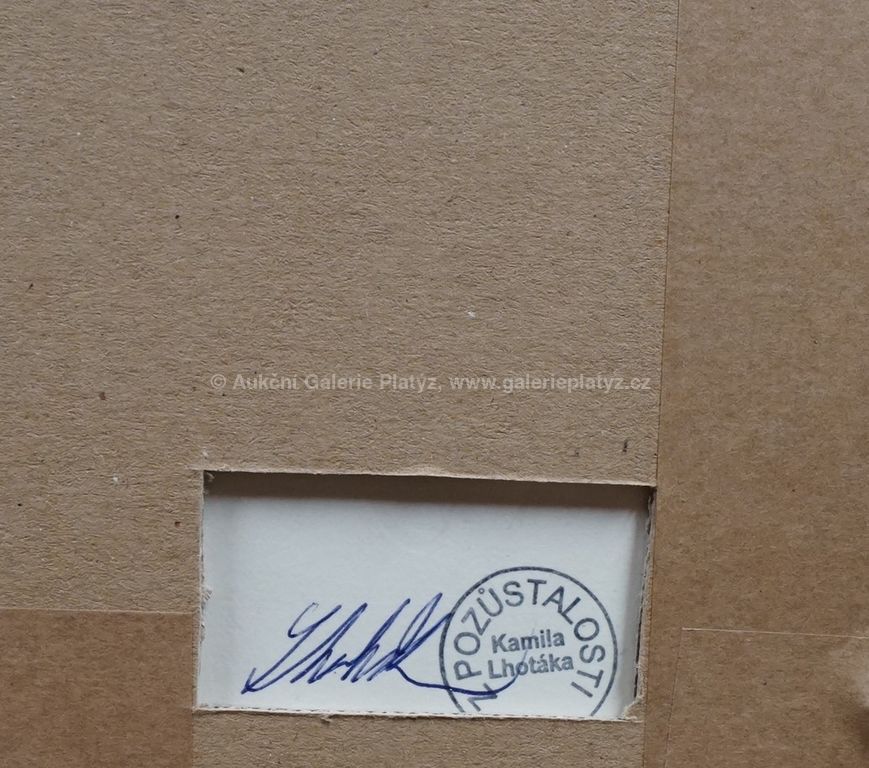 © Aukční Galerie Platýz, www.galerieplatyz.cz
Z POZŮSTALOSTI
Kamila
Lhotáka